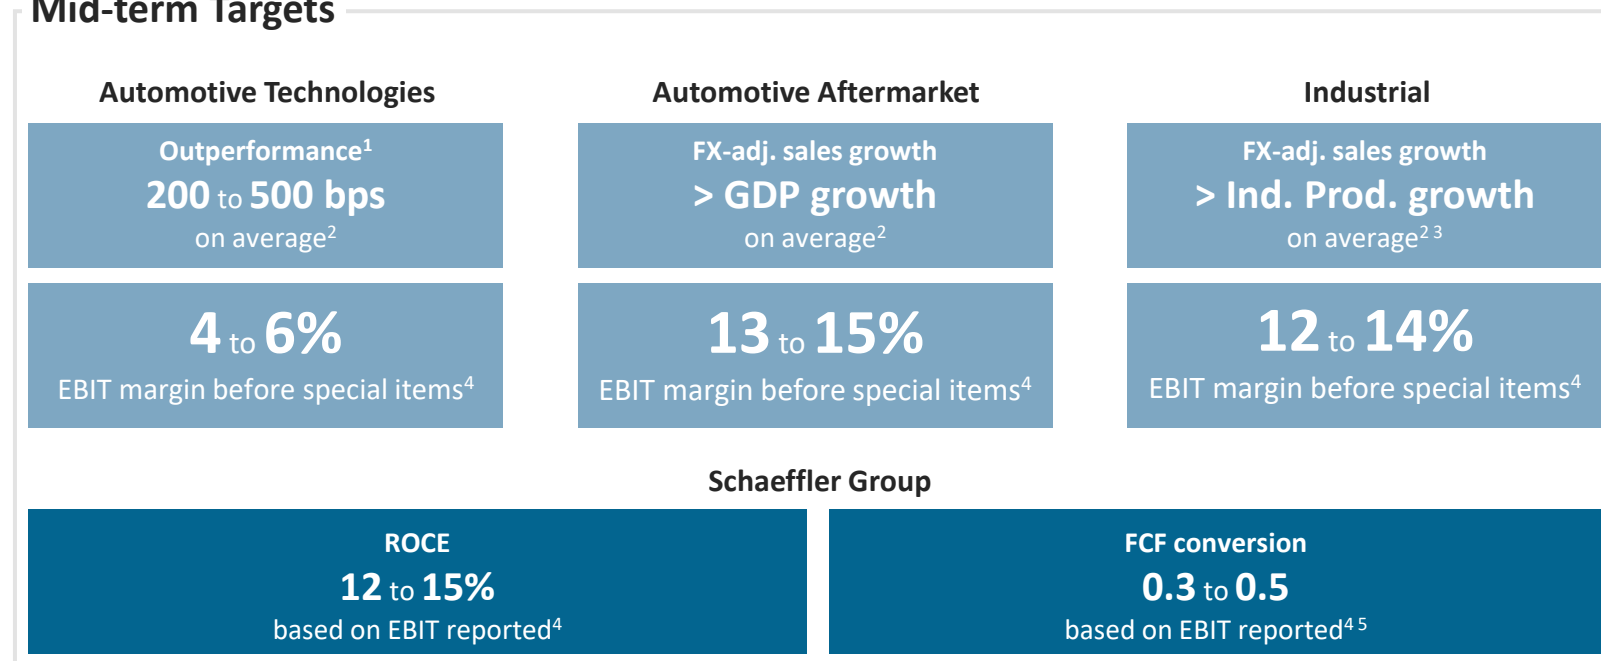 Mid-term Targets
Automotive Technologies
Outperformance¹
200 to 500 bps
on average²
4 to 6%
EBIT margin before special items⁴
Automotive Aftermarket
FX-adj. sales growth
> GDP growth
on average²
13 to 15%
EBIT margin before special items⁴
Industrial
FX-adj. sales growth
> Ind. Prod. growth
on average² ³
12 to 14%
EBIT margin before special items⁴
Schaeffler Group
ROCE
12 to 15%
based on EBIT reported⁴
FCF conversion
0.3 to 0.5
based on EBIT reported⁴ ⁵